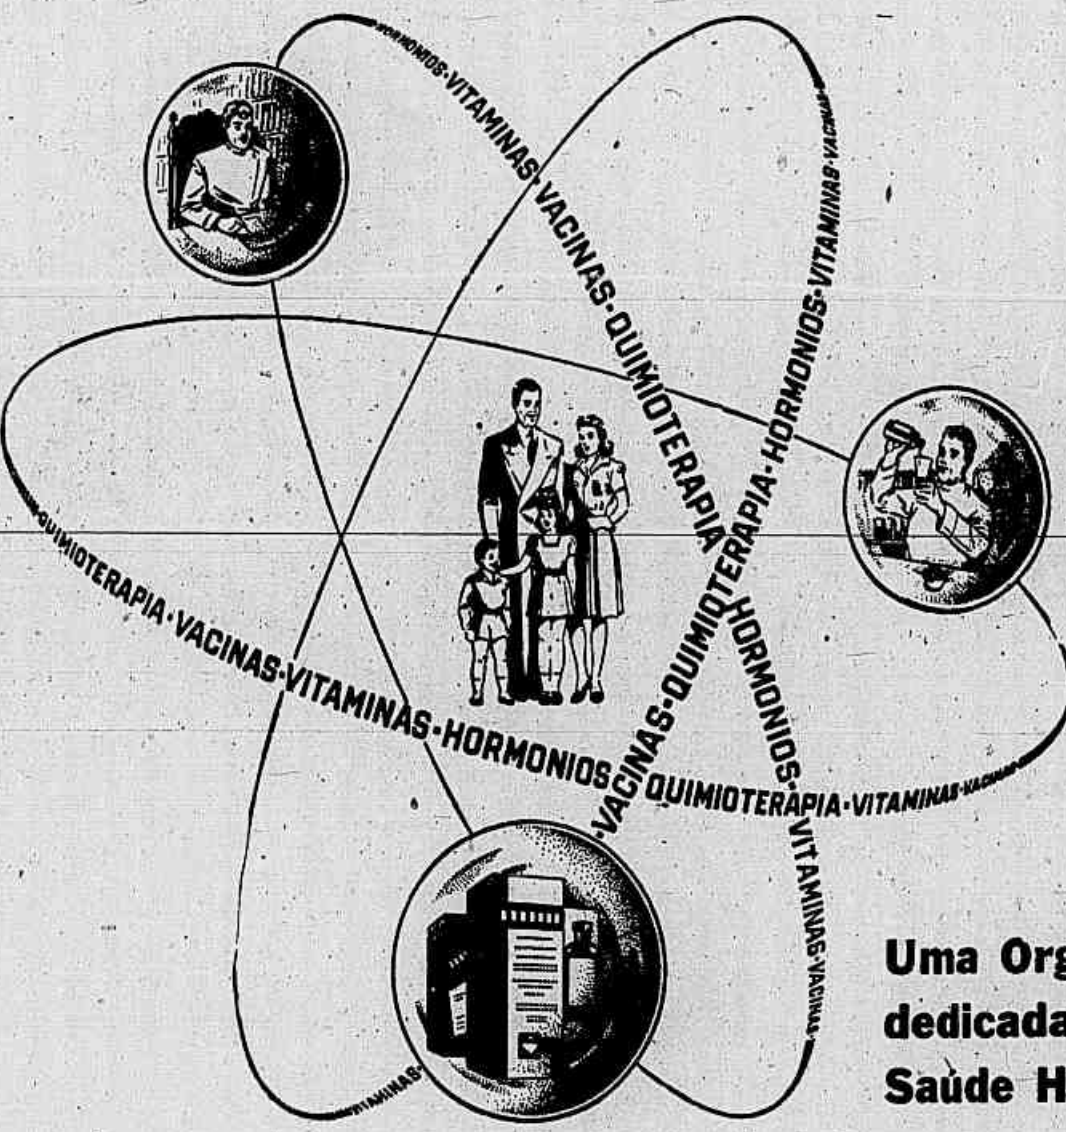 HORMONIOS·VITAMINAS·VACINAS·QUIMIOTERAPIA HORMONIOS·VITAMINAS·VACINAS·
·VACINAS·QUIMIOTERAPIA·HORMONIOS·VITAMINAS·VACINAS
·QUIMIOTERAPIA·VACINAS·VITAMINAS·HORMONIOS QUIMIOTERAPIA·VITAMINAS·VACINAS
VITAMINAS·
Uma Org
dedicada
Saúde H